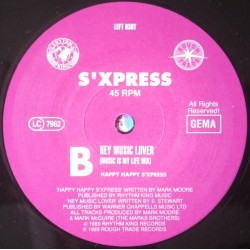 LEFT RIGHT
S'XPRESS
45 RPM
All Rights
Reserved!
LC 7962
GEMA
B HEY MUSIC LOVER
(MUSIC IS MY LIFE MIX)
HAPPY HAPPY S'XPRESS
'HAPPY HAPPY S'XPRESS' WRITTEN BY MARK MOORE
PUBLISHED BY RHYTHM KING MUSIC
'HEY MUSIC LOVER' WRITTEN BY S. STEWART
PUBLISHED BY WARNER CHAPPELLS MUSIC LTD
ALL TRACKS PRODUCED BY MARK MOORE
& MARK McGUIRE (THE MARKS BROTHERS)
℗ 1989 RHYTHM KING MUSIC
© 1989 ROUGH TRADE RECORDS